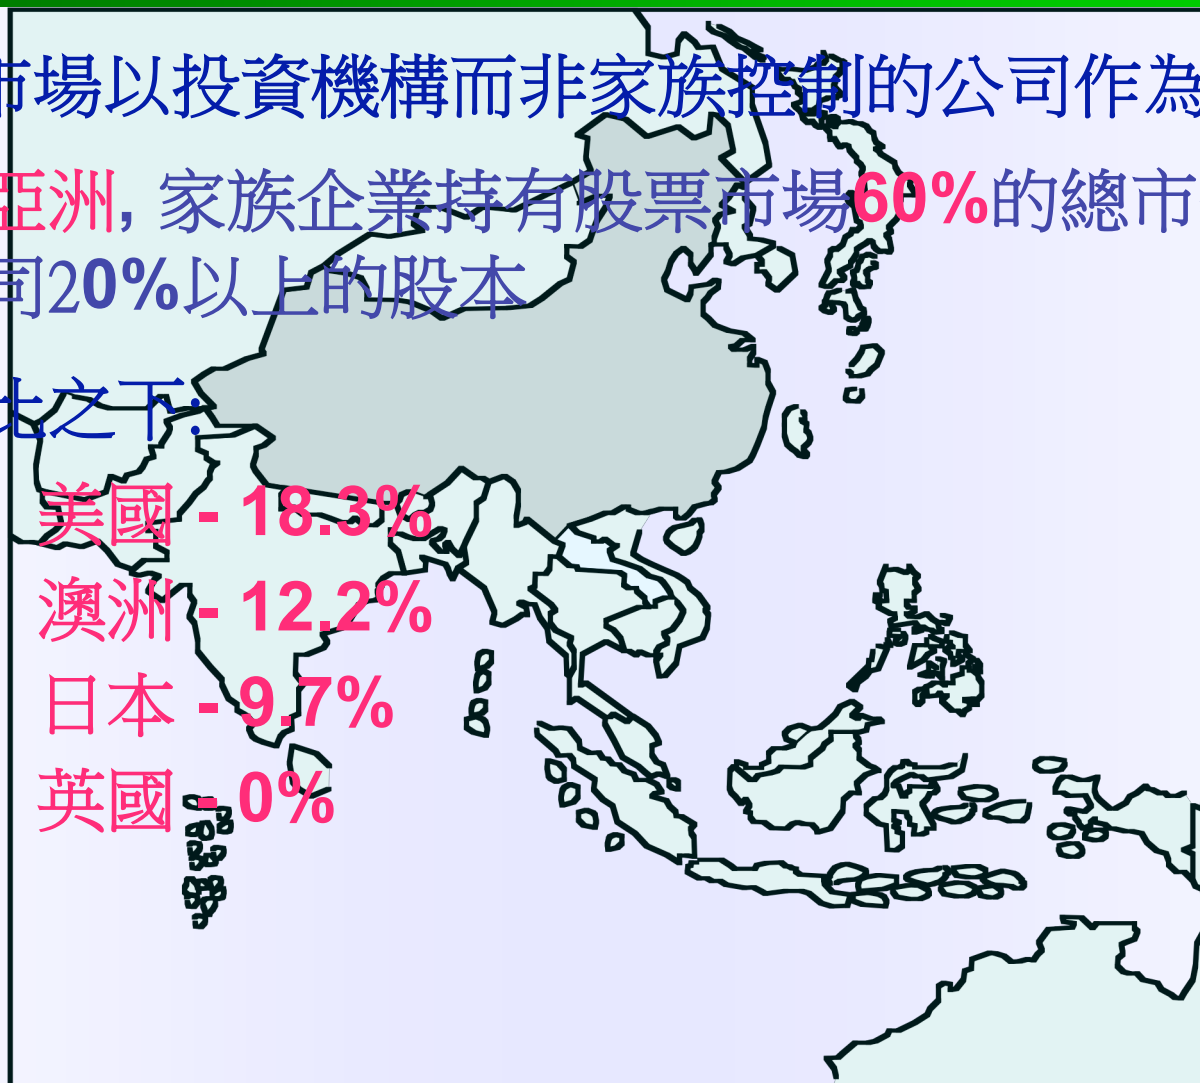 市場以投資機構而非家族控制的公司作為
亞洲, 家族企業持有股票市場60%的總市
司20%以上的股本
比之下:
美國 - 18.3%
澳洲 - 12.2%
日本 - 9.7%
英國 - 0%